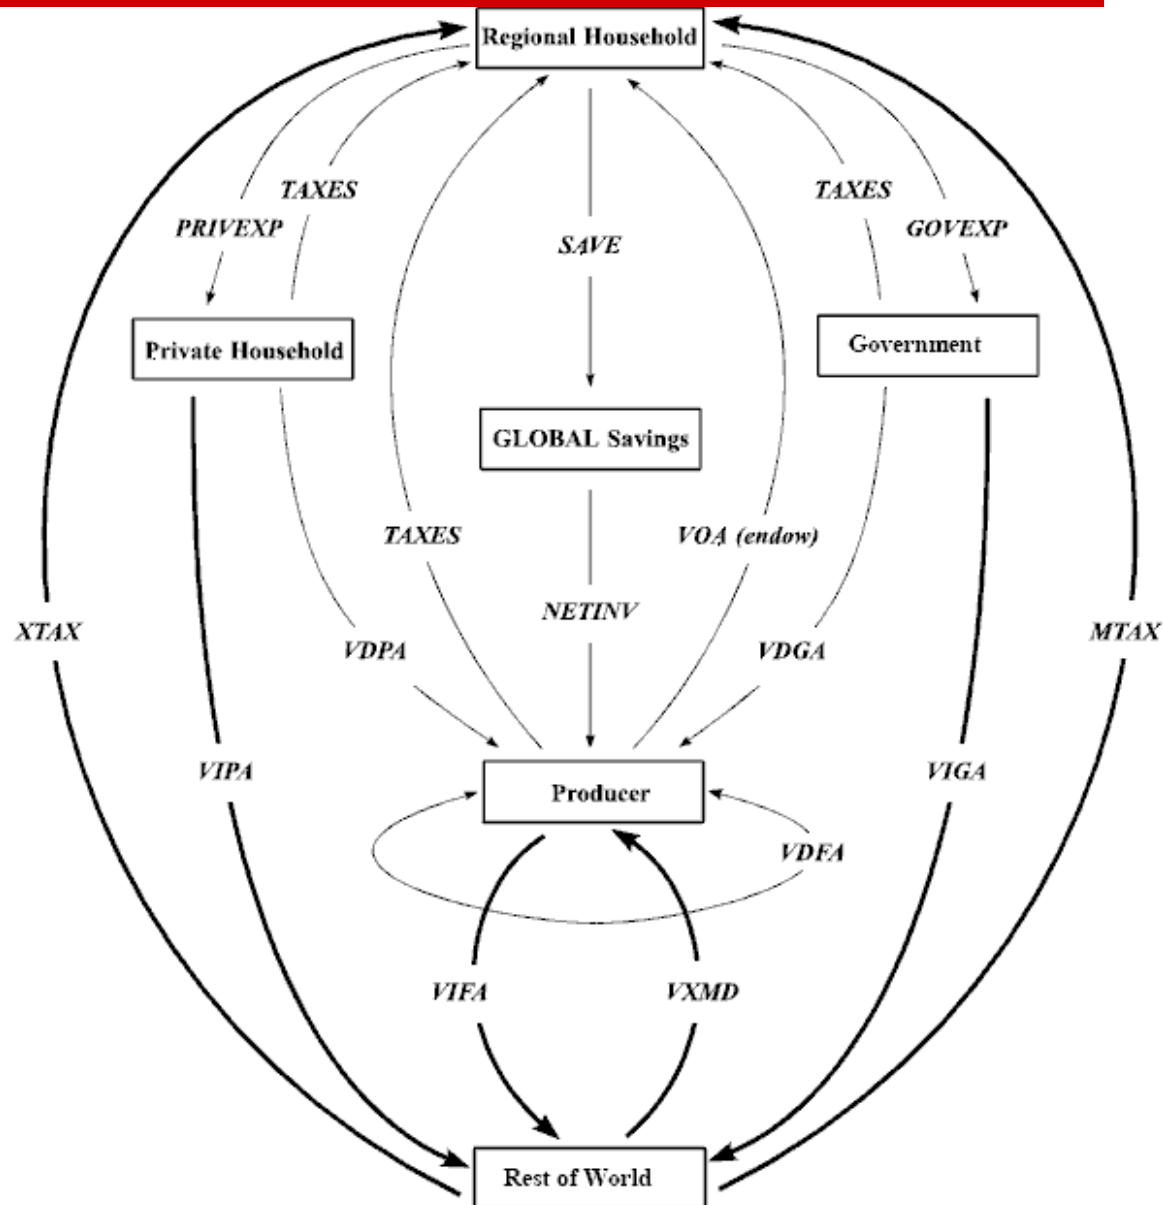 Regional Household
TAXES
TAXES
PRIVEXP
GOVEXP
SAVE
Private Household
Government
GLOBAL Savings
TAXES
VOA (endow)
NETINV
XTAX
MTAX
VDPA
VDGA
VIPA
VIGA
Producer
VDFA
VIFA
VXMD
Rest of World